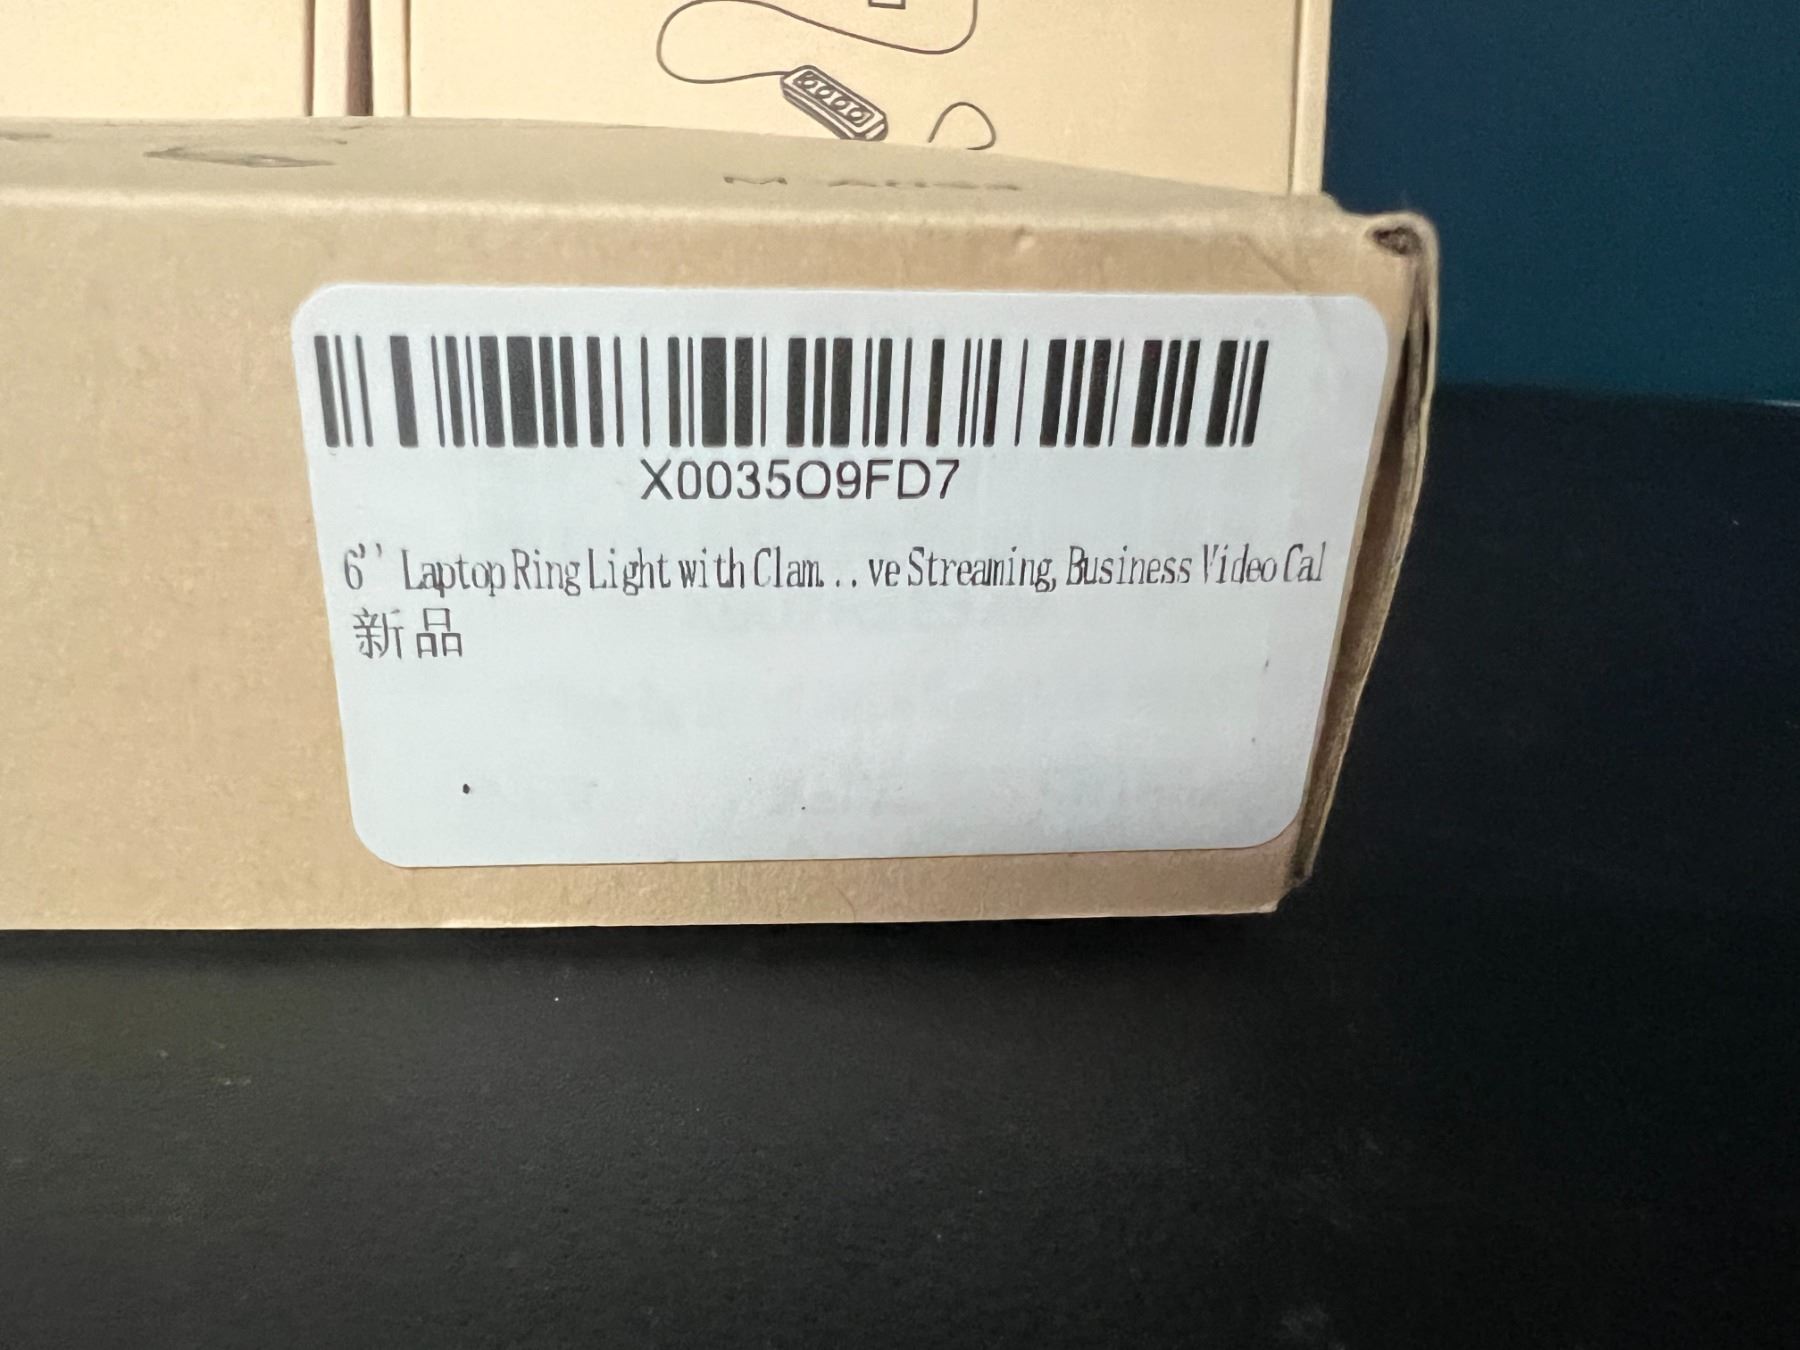 X0035O9FD7
6'' Laptop Ring Light with Clam...ve Streaming, Business Video Cal
新品